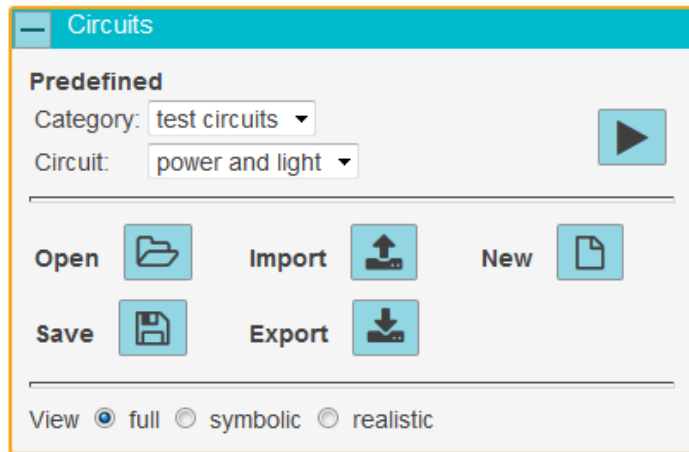 Circuits
Predefined
Category: test circuits
Circuit: power and light
Open Import New
Save Export
View full symbolic realistic